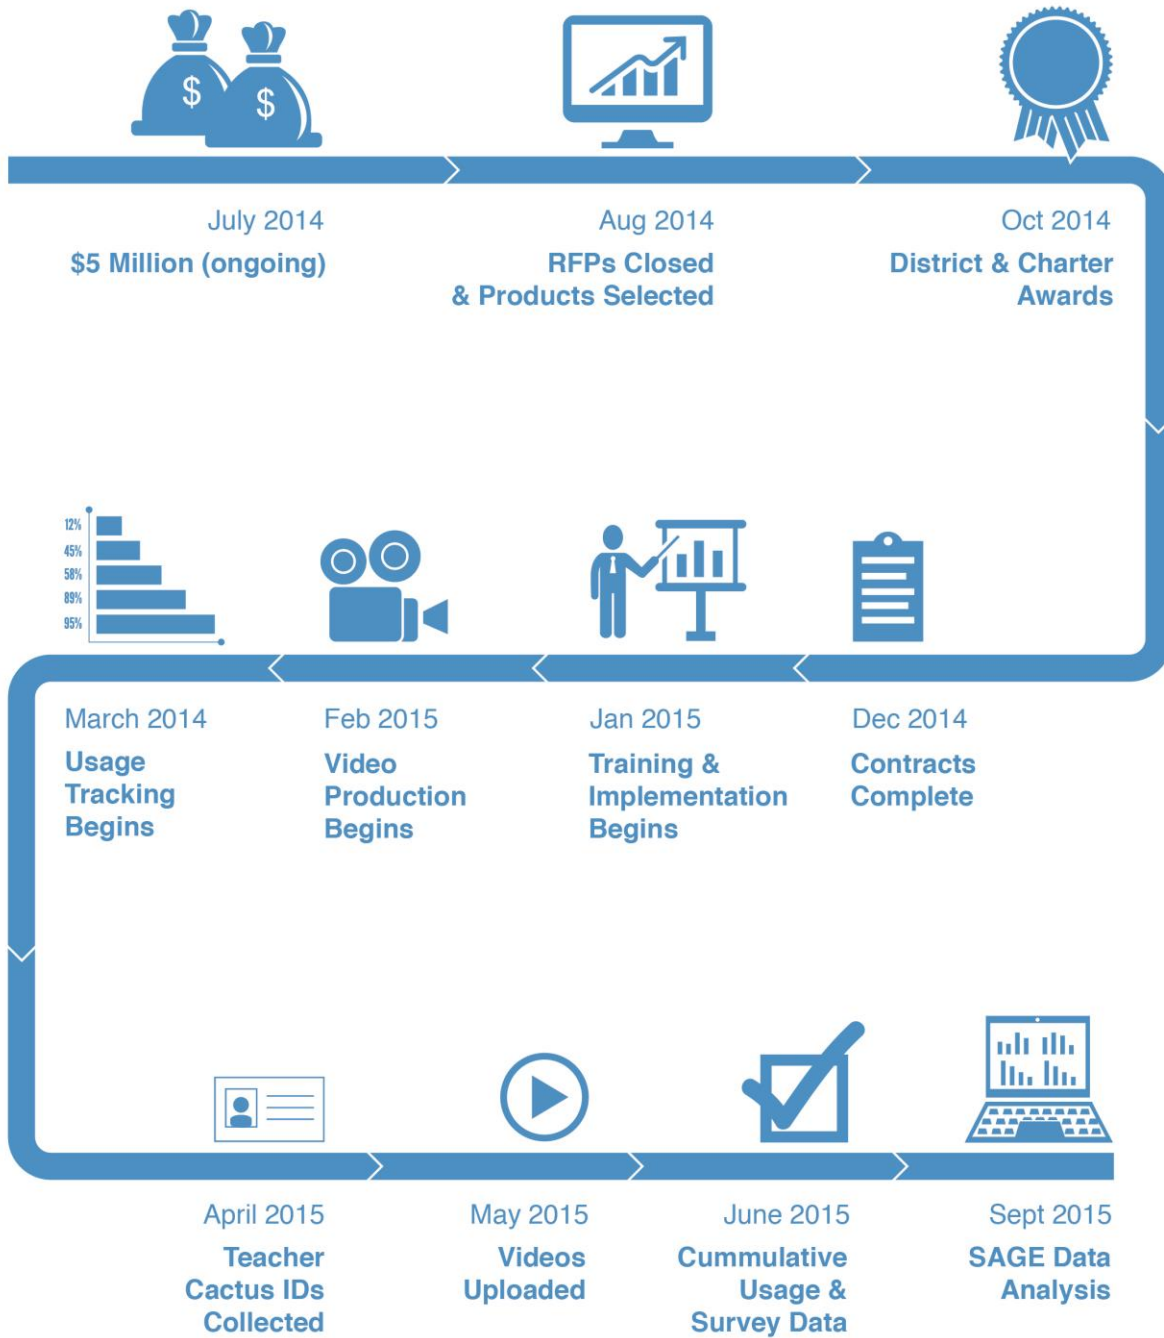 $
$
July 2014
$5 Million (ongoing)
Aug 2014
RFPs Closed
& Products Selected
Oct 2014
District & Charter
Awards
12%
45%
58%
89%
95%
March 2014
Usage
Tracking
Begins
Feb 2015
Video
Production
Begins
Jan 2015
Training &
Implementation
Begins
Dec 2014
Contracts
Complete
April 2015
Teacher
Cactus IDs
Collected
May 2015
Videos
Uploaded
June 2015
Cummulative
Usage &
Survey Data
Sept 2015
SAGE Data
Analysis